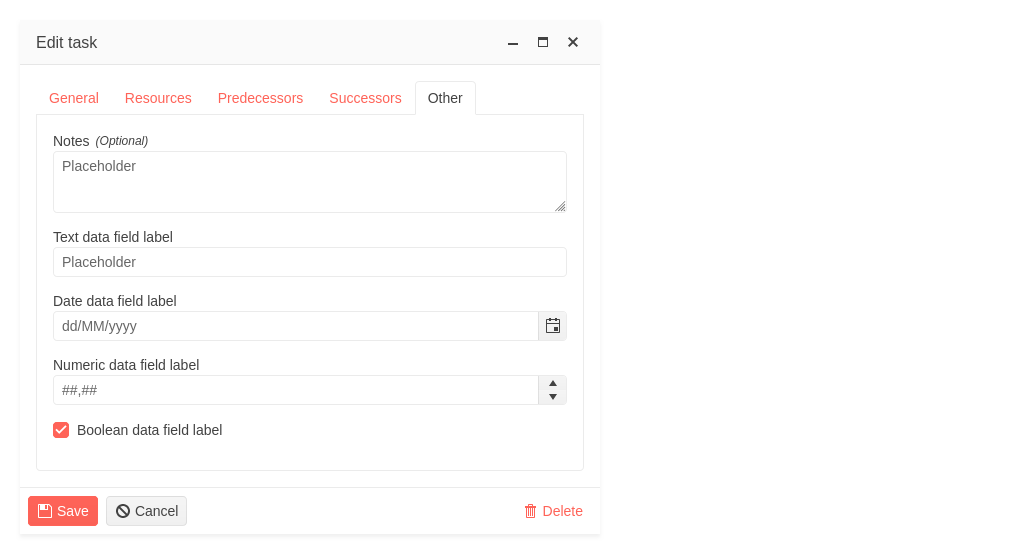 Edit task
General Resources Predecessors Successors Other
Notes (Optional)
Placeholder
Text data field label
Placeholder
Date data field label
dd/MM/yyyy
Numeric data field label
##,##
Boolean data field label
Save Cancel Delete